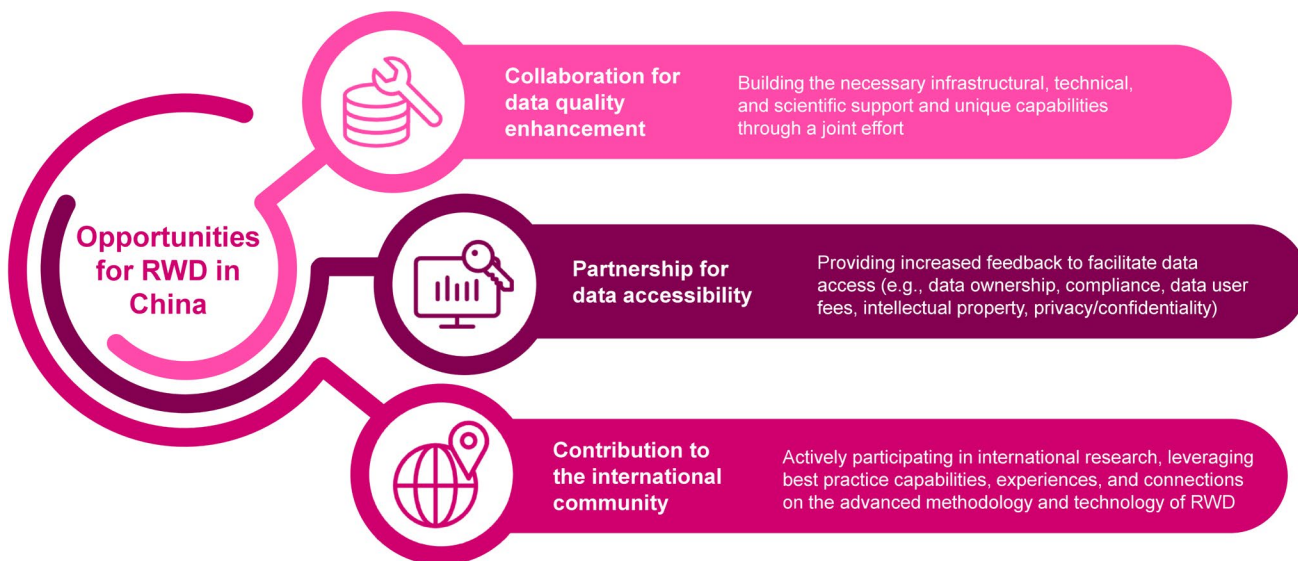 Opportunities
for RWD in
China
Collaboration for
data quality
enhancement
Building the necessary infrastructural, technical,
and scientific support and unique capabilities
through a joint effort
Partnership for
data accessibility
Providing increased feedback to facilitate data
access (e.g., data ownership, compliance, data user
fees, intellectual property, privacy/confidentiality)
Contribution to
the international
community
Actively participating in international research, leveraging
best practice capabilities, experiences, and connections
on the advanced methodology and technology of RWD